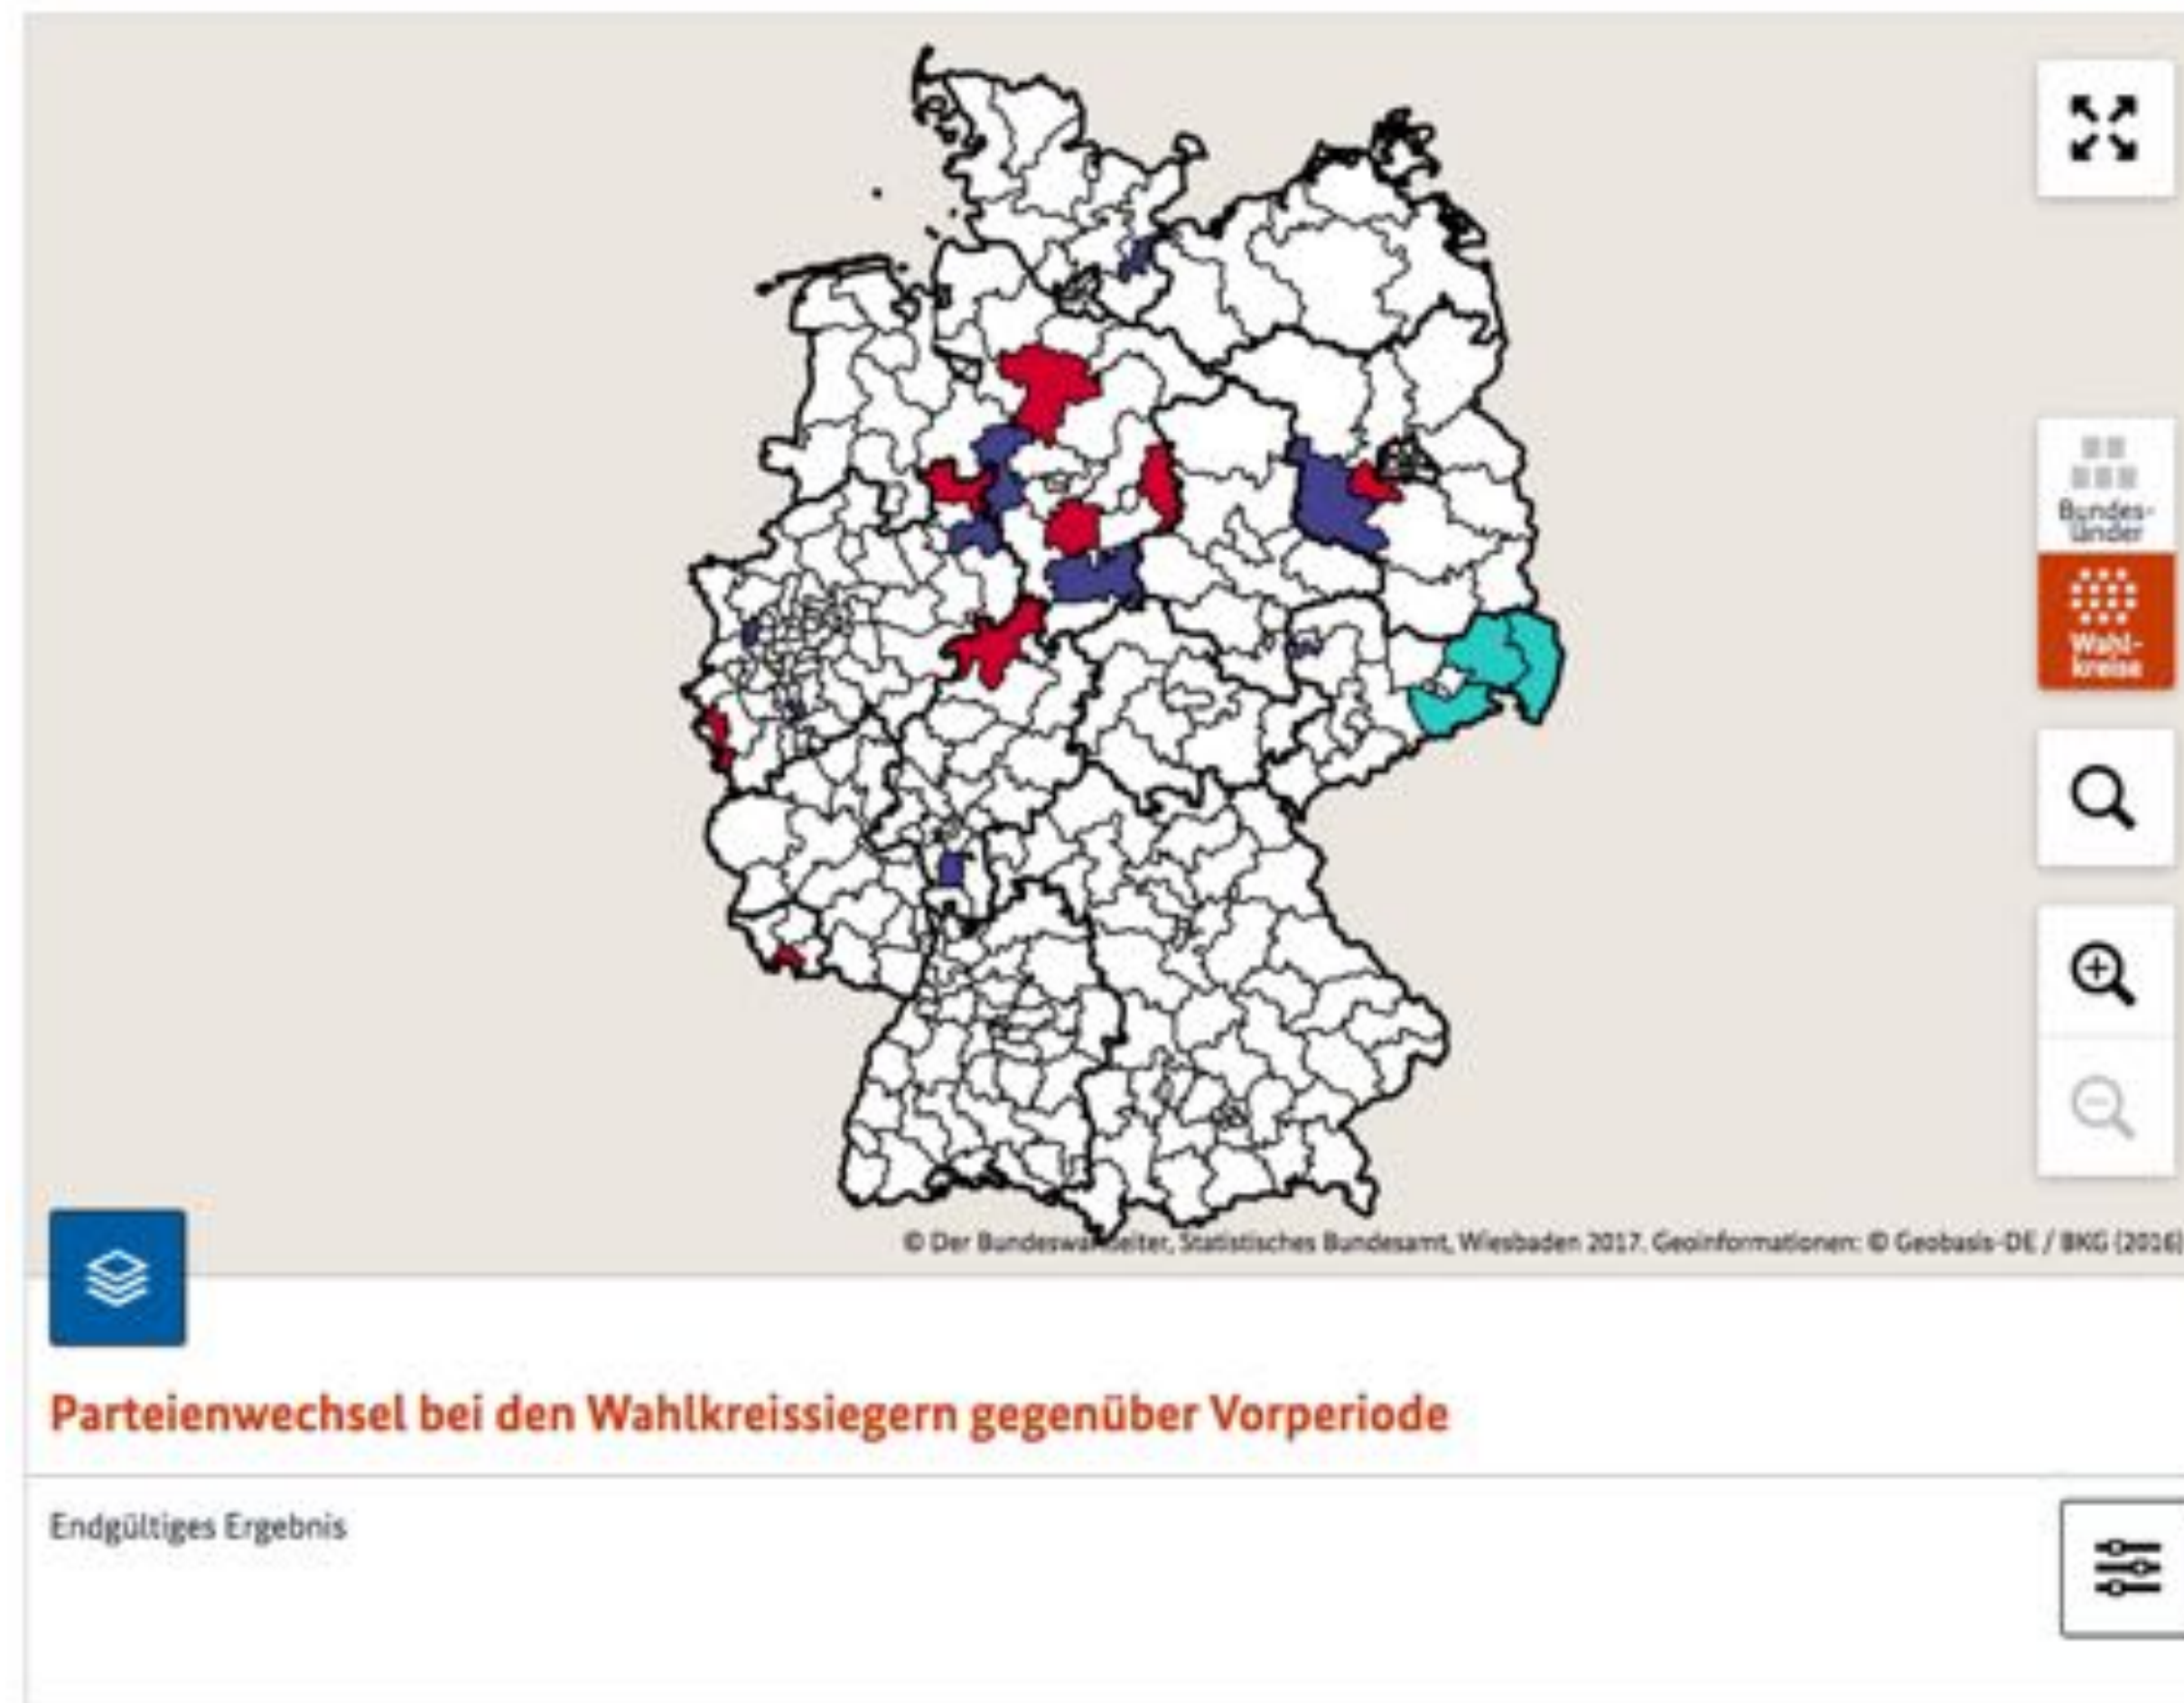 Bundes-
länder
Wahl-
kreise
© Der Bundeswahlleiter, Statistisches Bundesamt, Wiesbaden 2017. Geoinformationen: © Geobasis-DE / BKG (2016)
Parteienwechsel bei den Wahlkreissiegern gegenüber Vorperiode
Endgültiges Ergebnis